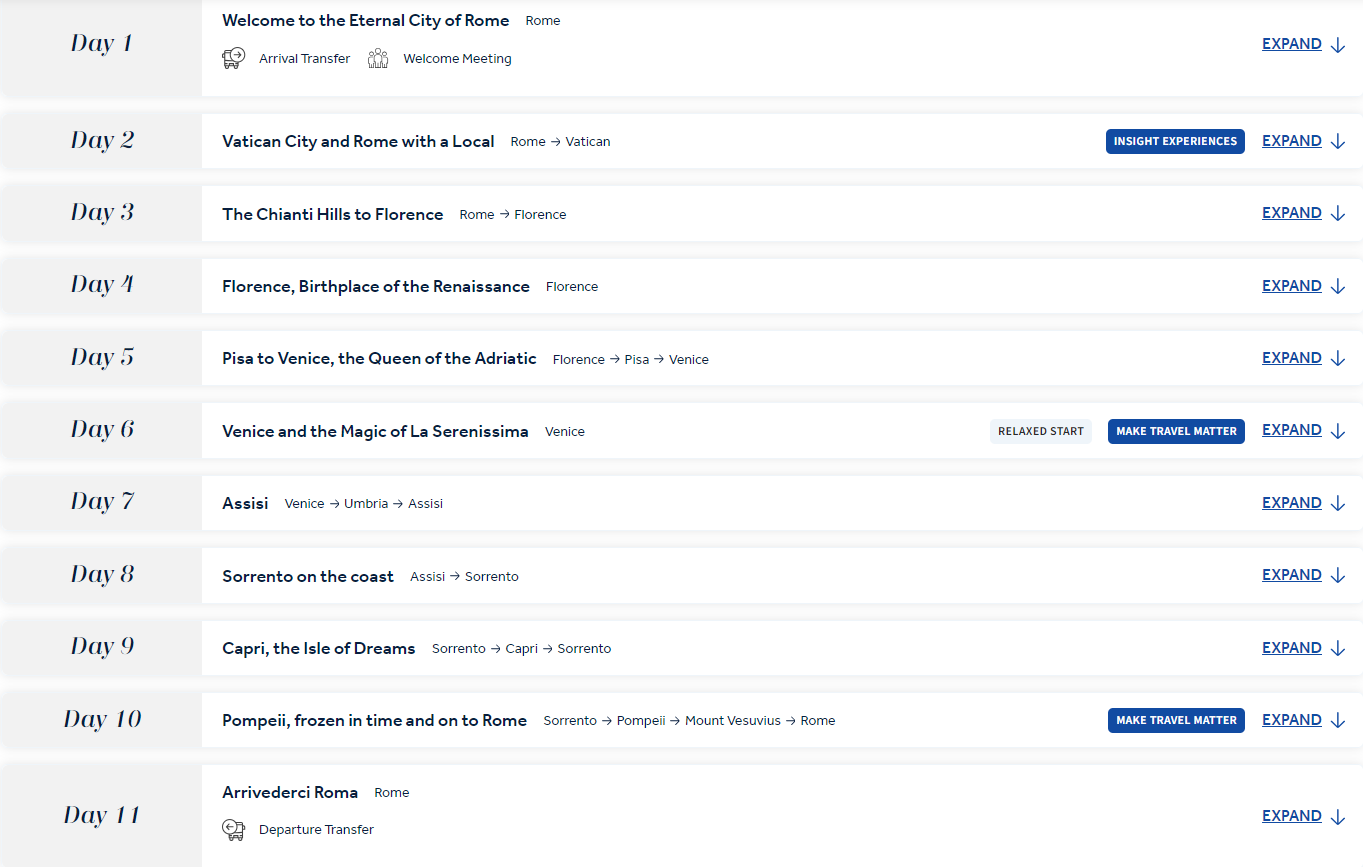 Day 1
Welcome to the Eternal City of Rome Rome
Arrival Transfer Welcome Meeting
EXPAND ↓
Day 2
Vatican City and Rome with a Local Rome → Vatican
INSIGHT EXPERIENCES EXPAND ↓
Day 3
The Chianti Hills to Florence Rome → Florence
EXPAND ↓
Day 4
Florence, Birthplace of the Renaissance Florence
EXPAND ↓
Day 5
Pisa to Venice, the Queen of the Adriatic Florence → Pisa → Venice
EXPAND ↓
Day 6
Venice and the Magic of La Serenissima Venice
RELAXED START MAKE TRAVEL MATTER EXPAND ↓
Day 7
Assisi Venice → Umbria → Assisi
EXPAND ↓
Day 8
Sorrento on the coast Assisi → Sorrento
EXPAND ↓
Day 9
Capri, the Isle of Dreams Sorrento → Capri → Sorrento
EXPAND ↓
Day 10
Pompeii, frozen in time and on to Rome Sorrento → Pompeii → Mount Vesuvius → Rome
MAKE TRAVEL MATTER EXPAND ↓
Day 11
Arrivederci Roma Rome
Departure Transfer
EXPAND ↓